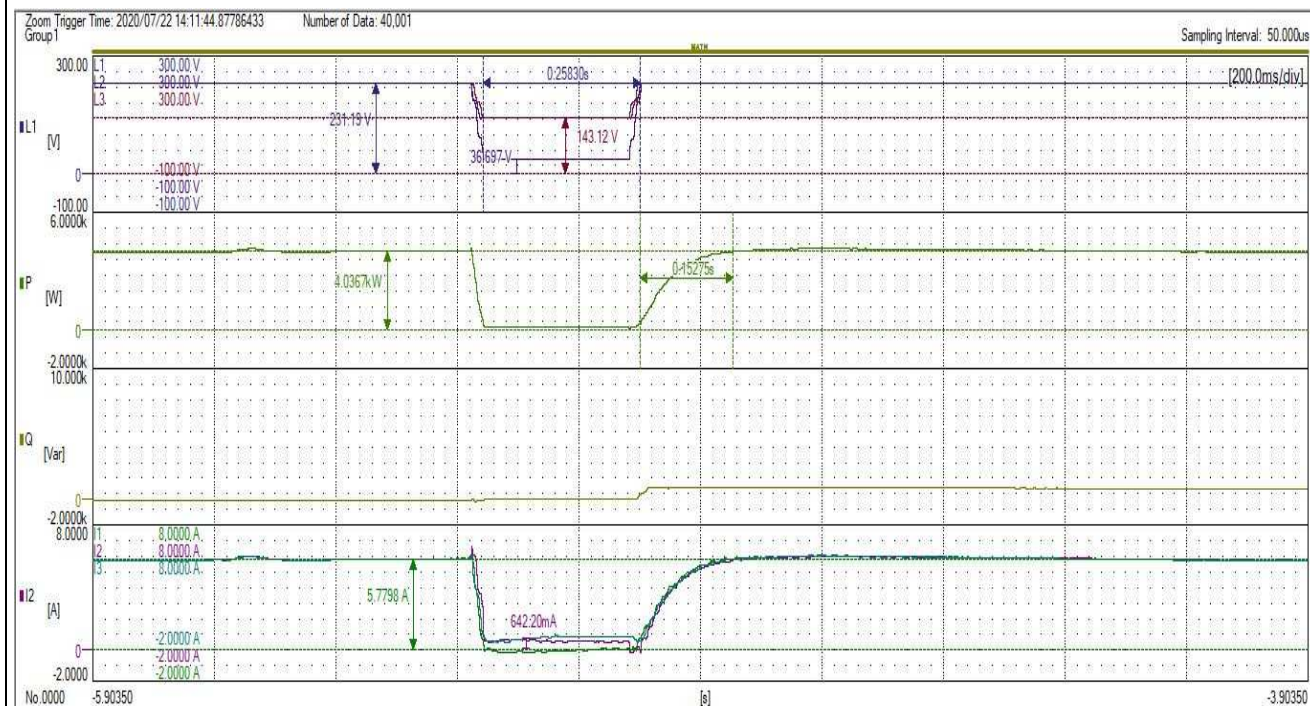 Zoom Trigger Time: 2020/07/22 14:11:44.87786433 Number of Data: 40,001
Group1 Sampling Interval: 50.000us
MATH
[200.0ms/div]
300.00
L1 300.00 V
L2 300.00 V
L3 300.00 V
0.25830s
231.19 V
143.12 V
36.697 V
L1
[V]
0
-100.00 V
-100.00 V
-100.00 V
-100.00
6.0000k
P
[W]
4.0367kW
0.15275s
0
-2.0000k
10.000k
Q
[Var]
0
-2.0000k
8.0000
I1 8.0000 A
I2 8.0000 A
I3 8.0000 A
5.7798 A
642.20mA
I2
[A]
0
-2.0000 A
-2.0000 A
-2.0000 A
-2.0000
No.0000 -5.90350 [s] -3.90350